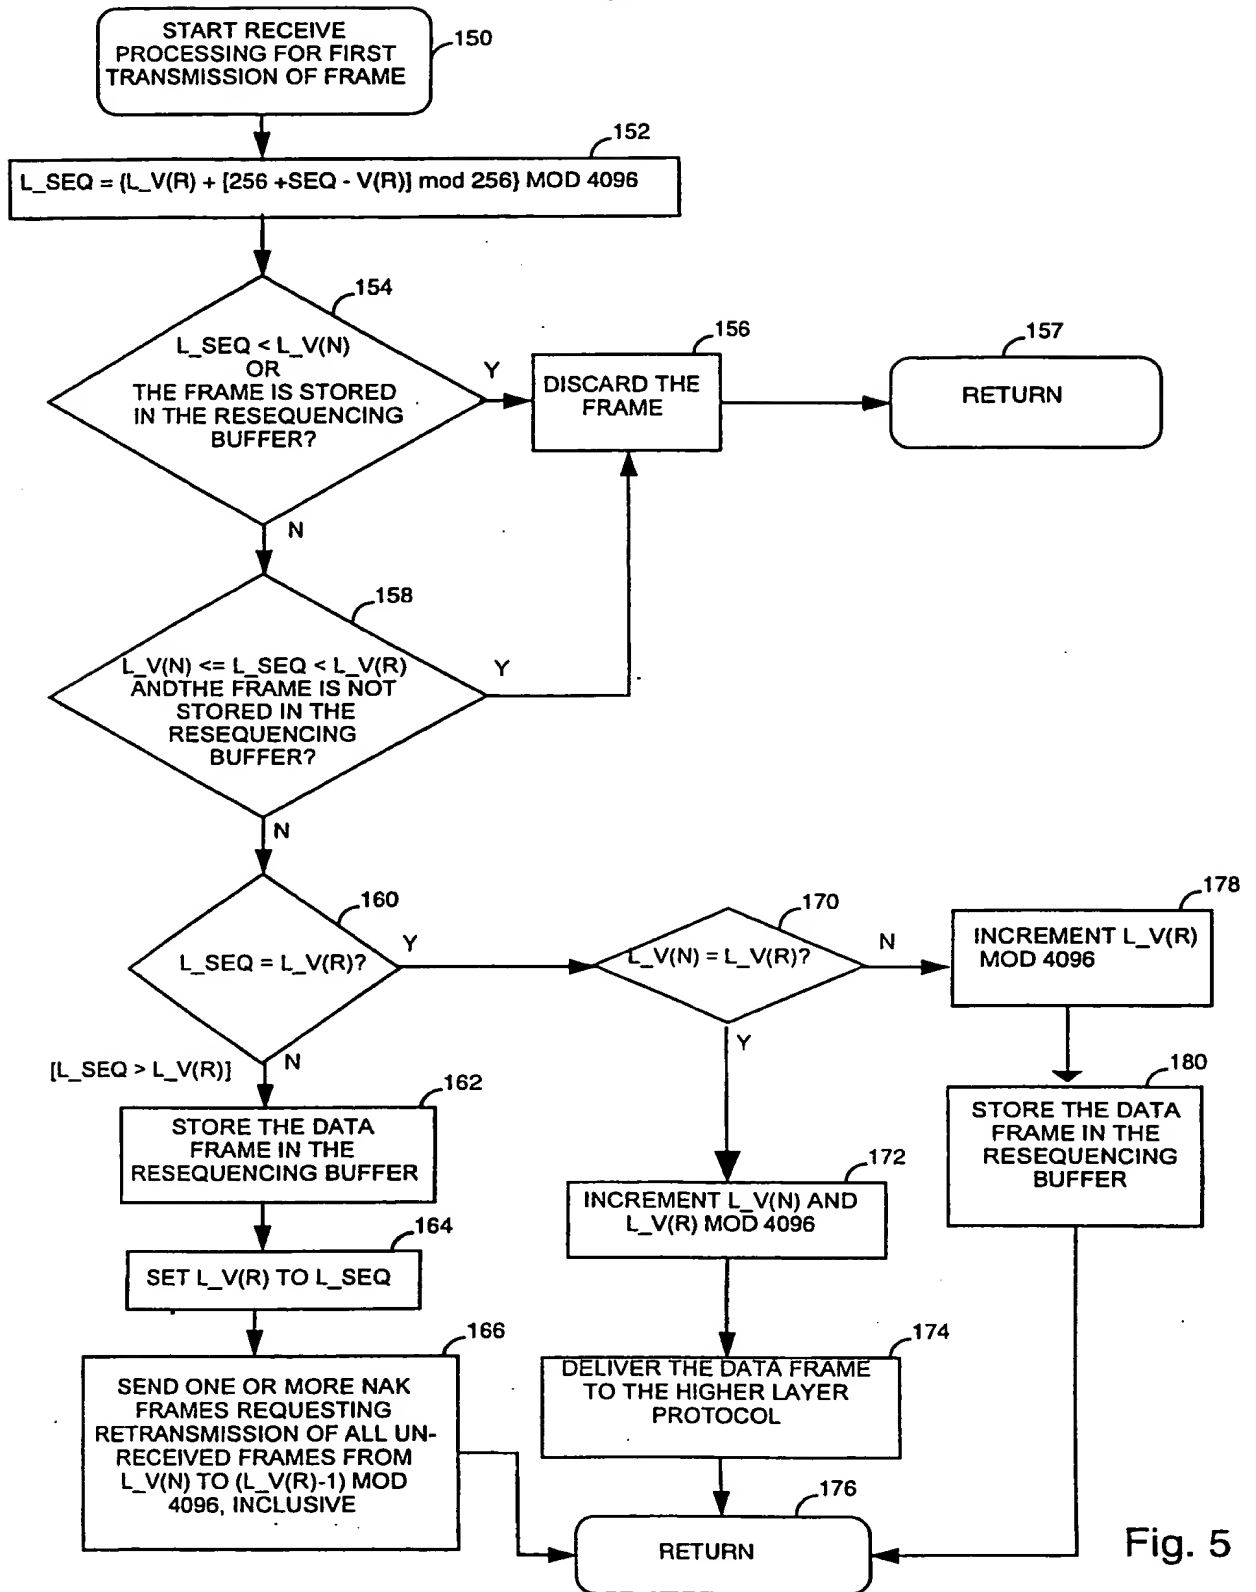 START RECEIVE
PROCESSING FOR FIRST
TRANSMISSION OF FRAME
150
152
L_SEQ = {L_V(R) + [256 +SEQ - V(R)] mod 256} MOD 4096
154
L_SEQ < L_V(N)
OR
THE FRAME IS STORED
IN THE RESEQUENCING
BUFFER?
Y
156
DISCARD THE
FRAME
157
RETURN
N
158
L_V(N) <= L_SEQ < L_V(R)
ANDTHE FRAME IS NOT
STORED IN THE
RESEQUENCING
BUFFER?
Y
N
160
L_SEQ = L_V(R)?
Y
170
L_V(N) = L_V(R)?
N
178
INCREMENT L_V(R)
MOD 4096
[L_SEQ > L_V(R)]
N
Y
162
STORE THE DATA
FRAME IN THE
RESEQUENCING BUFFER
180
STORE THE DATA
FRAME IN THE
RESEQUENCING
BUFFER
172
INCREMENT L_V(N) AND
L_V(R) MOD 4096
164
SET L_V(R) TO L_SEQ
166
SEND ONE OR MORE NAK
FRAMES REQUESTING
RETRANSMISSION OF ALL UN-
RECEIVED FRAMES FROM
L_V(N) TO (L_V(R)-1) MOD
4096, INCLUSIVE
174
DELIVER THE DATA FRAME
TO THE HIGHER LAYER
PROTOCOL
176
RETURN
Fig. 5